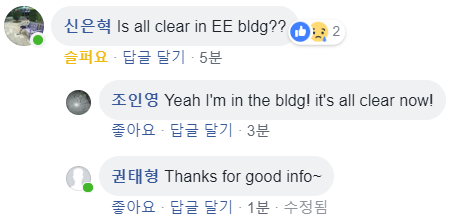 신은혁 Is all clear in EE bldg??
2
슬퍼요 · 답글 달기 · 5분
조인영 Yeah I'm in the bldg! it's all clear now!
좋아요 · 답글 달기 · 3분
권태형 Thanks for good info~
좋아요 · 답글 달기 · 1분 · 수정됨